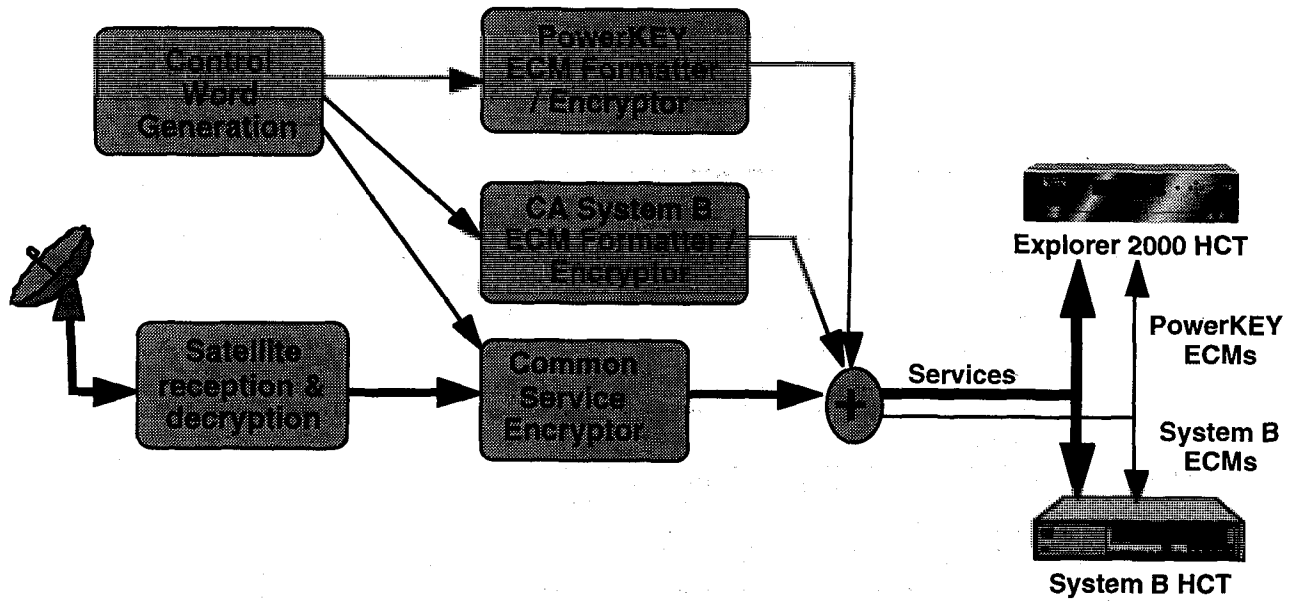 Control
Word
Generation
PowerKEY
ECM Formatter
/ Encryptor
CA System B
ECM Formatter /
Encryptor
Satellite
reception &
decryption
Common
Service
Encryptor
+
Services
Explorer 2000 HCT
PowerKEY
ECMs
System B
ECMs
System B HCT